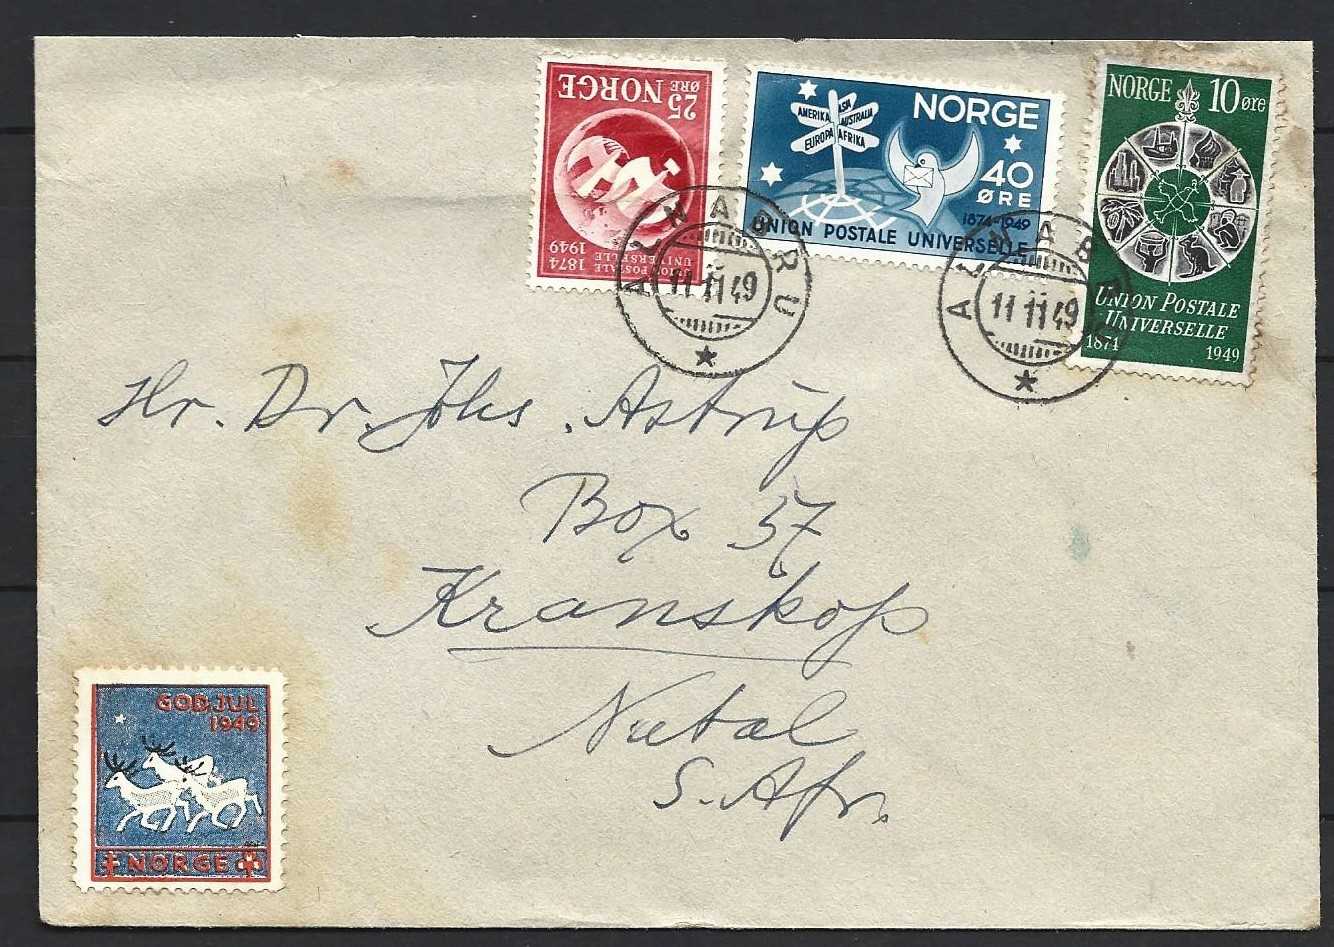 25 NORGE
ØRE
UNION POSTALE
UNIVERSELLE
1874
1949
NORGE
40
ØRE
AMERIKA
ASIA
AUSTRALIA
EUROPA
AFRIKA
1874-1949
UNION POSTALE UNIVERSELLE
NORGE 10 øre
UNION POSTALE
UNIVERSELLE
1874 1949
11 11 49
11 11 49
Hr. Dr. Johs. Astrup
Box 57
Kranskop
Natal
S. Afr.
GOD JUL
1949
NORGE